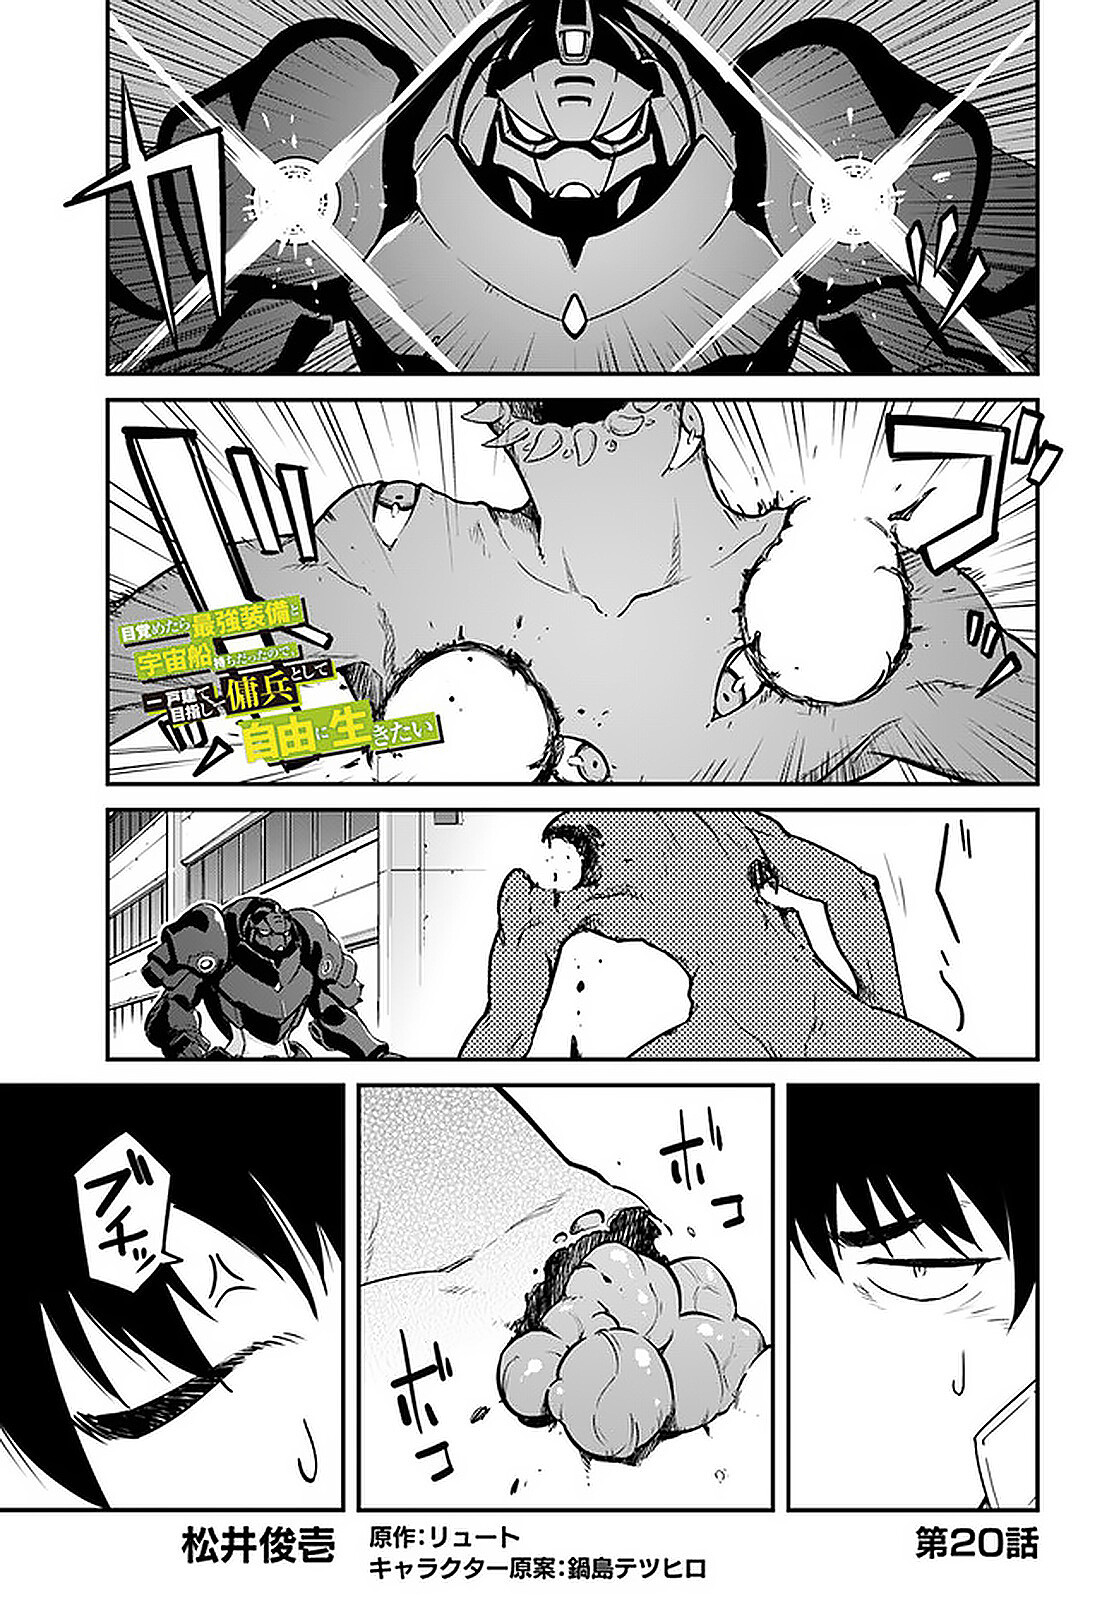 カッ
ドッ
ズッ
目覚めたら最強装備と
宇宙船持ちだったので、
一戸建て
目指して
傭兵として
自由に生きたい
ボコ
ボコ
ブチッ
第20話
原作：リュート
キャラクター原案：鍋島テツヒロ
松井俊壱